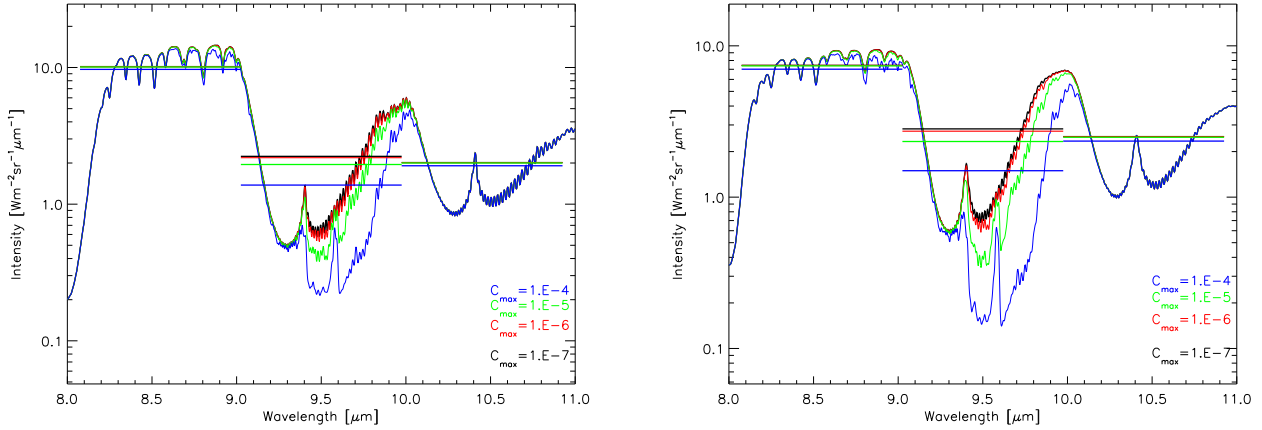 10.0
1.0
0.1
Intensity [Wm⁻²sr⁻¹μm⁻¹]
C_max=1.E-4
C_max=1.E-5
C_max=1.E-6
C_max=1.E-7
8.0 8.5 9.0 9.5 10.0 10.5 11.0
Wavelength [μm]
10.0
1.0
0.1
Intensity [Wm⁻²sr⁻¹μm⁻¹]
C_max=1.E-4
C_max=1.E-5
C_max=1.E-6
C_max=1.E-7
8.0 8.5 9.0 9.5 10.0 10.5 11.0
Wavelength [μm]